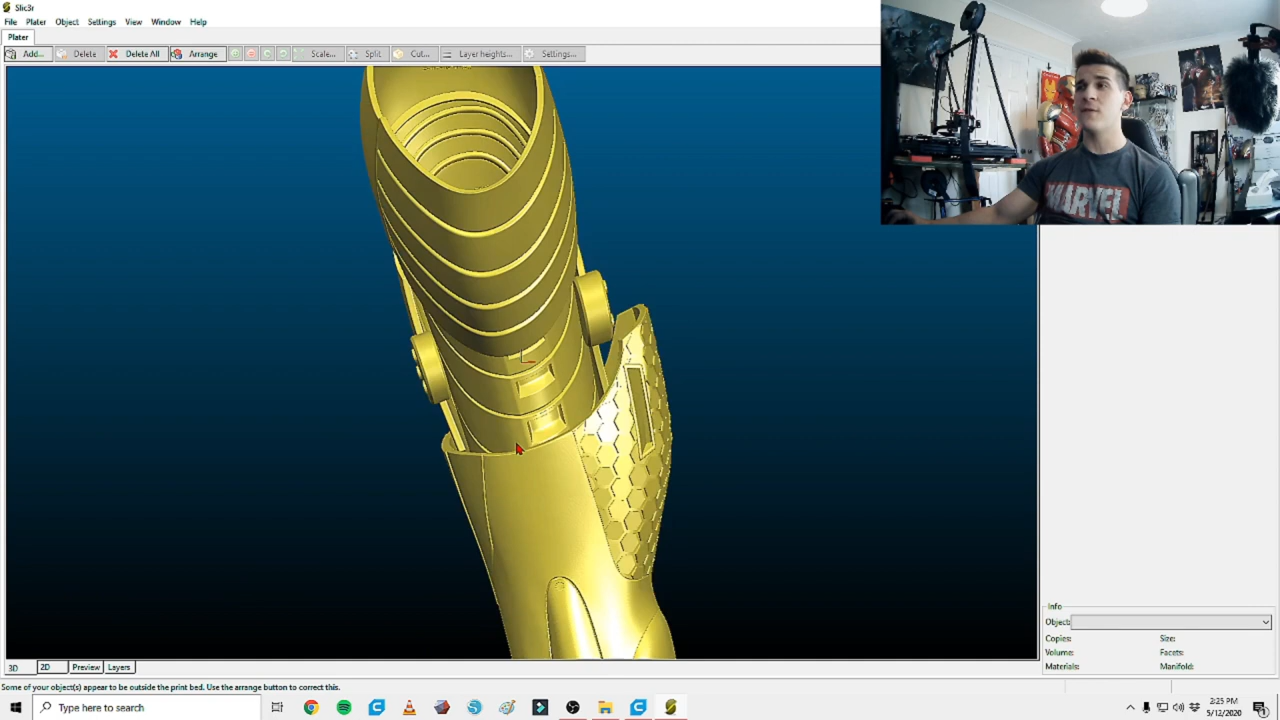 Slic3r
File Plater Object Settings View Window Help
Plater
Add... Delete Delete All Arrange Scale... Split Cut... Layer heights... Settings...
MARVEL
Info
Object:
Copies: Size:
Volume: Facets:
Materials: Manifold:
3D 2D Preview Layers
Some of your object(s) appear to be outside the print bed. Use the arrange button to correct this.
Type here to search
2:25 PM
5/12/2020